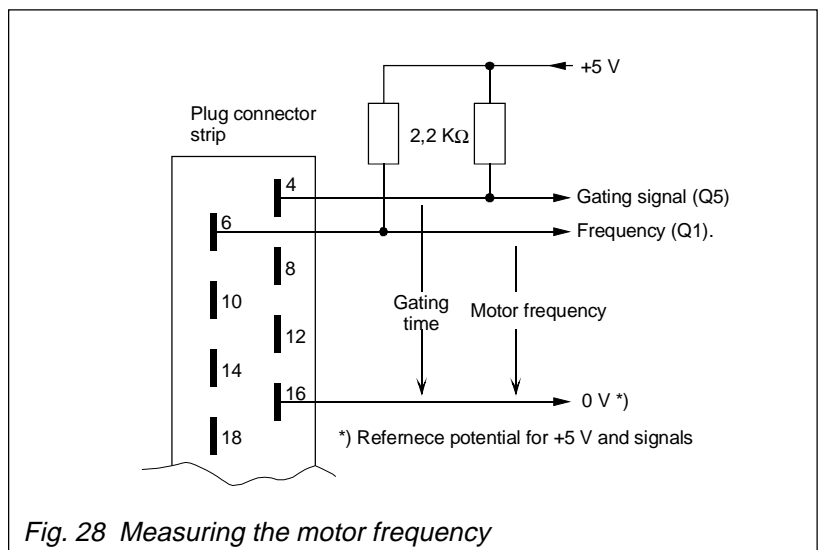 +5 V
Plug connector
strip
2,2 KΩ
4
Gating signal (Q5)
6
Frequency (Q1).
8
10
Gating
time
Motor frequency
12
14
16
0 V *)
18
*) Refernece potential for +5 V and signals
Fig. 28 Measuring the motor frequency